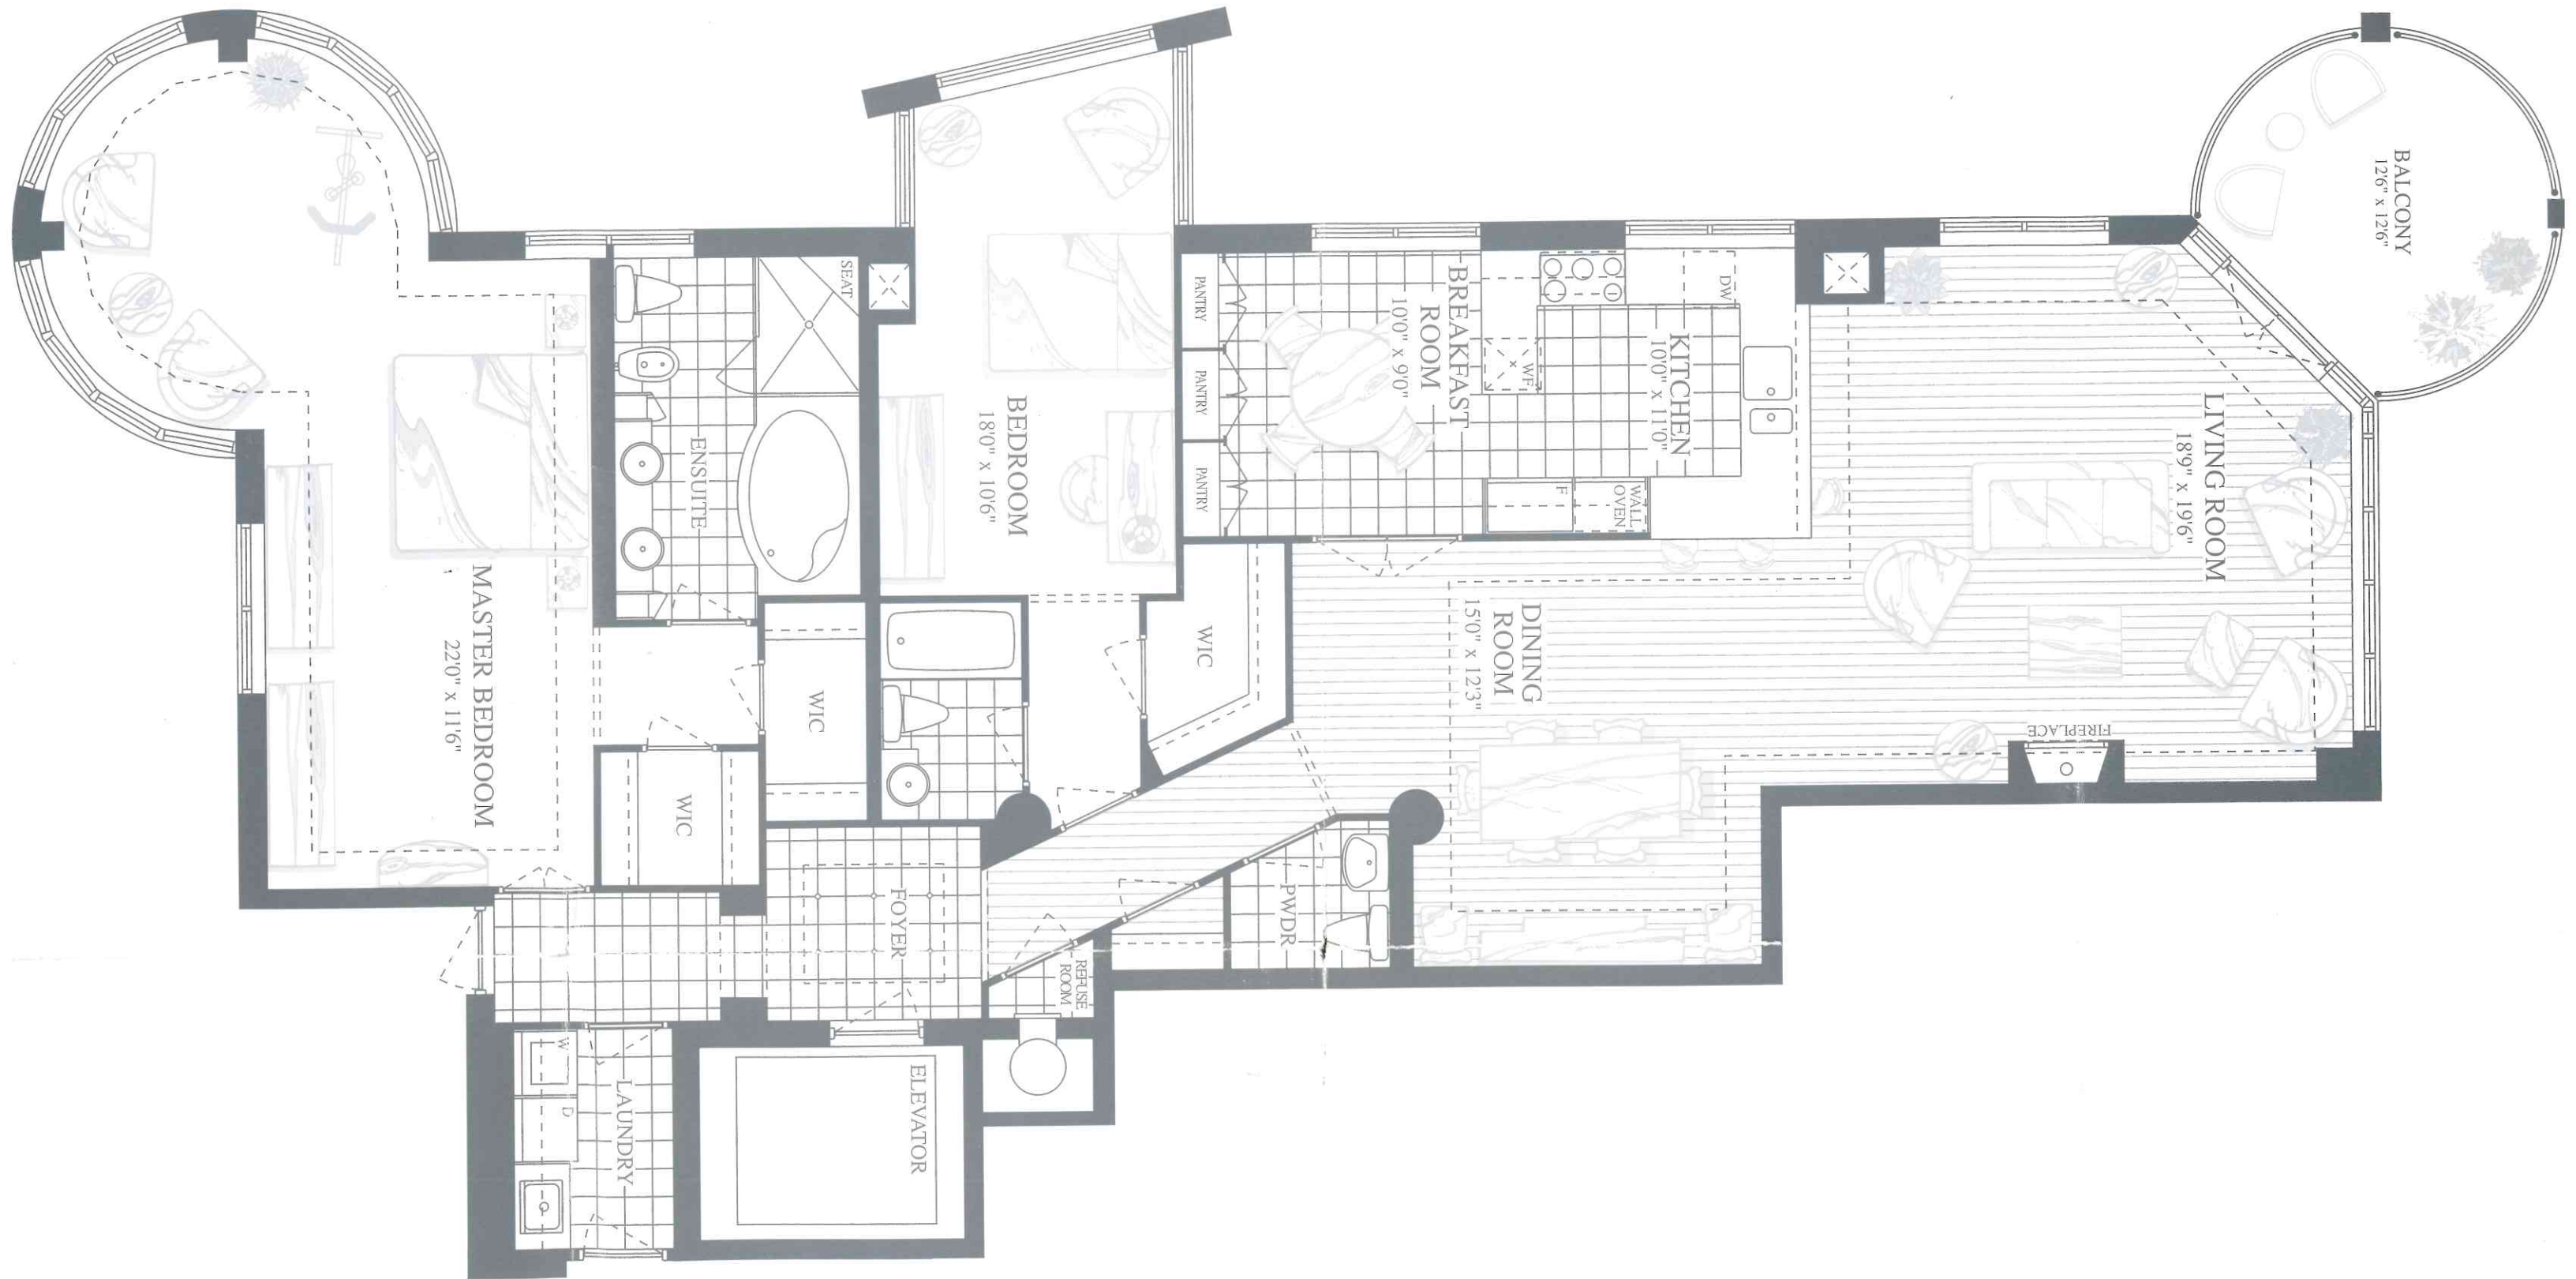 BALCONY
12'6" x 12'6"
LIVING ROOM
18'9" x 19'6"
FIREPLACE
DINING
ROOM
15'0" x 12'3"
KITCHEN
10'0" x 11'0"
DW
WF
WALL
OVEN
F
BREAKFAST
ROOM
10'0" x 9'0"
PANTRY
PANTRY
PANTRY
WIC
BEDROOM
18'0" x 10'6"
SEAT
ENSUITE
WIC
WIC
MASTER BEDROOM
22'0" x 11'6"
FOYER
PWDR
REFUSE
ROOM
ELEVATOR
LAUNDRY
W
D